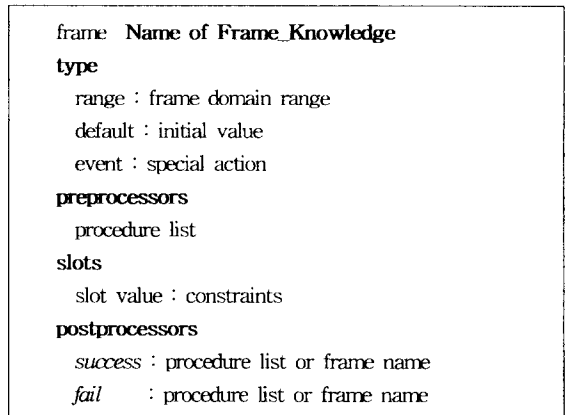 frame Name of Frame_Knowledge
type
range : frame domain range
default : initial value
event : special action
preprocessors
procedure list
slots
slot value : constraints
postprocessors
success : procedure list or frame name
fail : procedure list or frame name